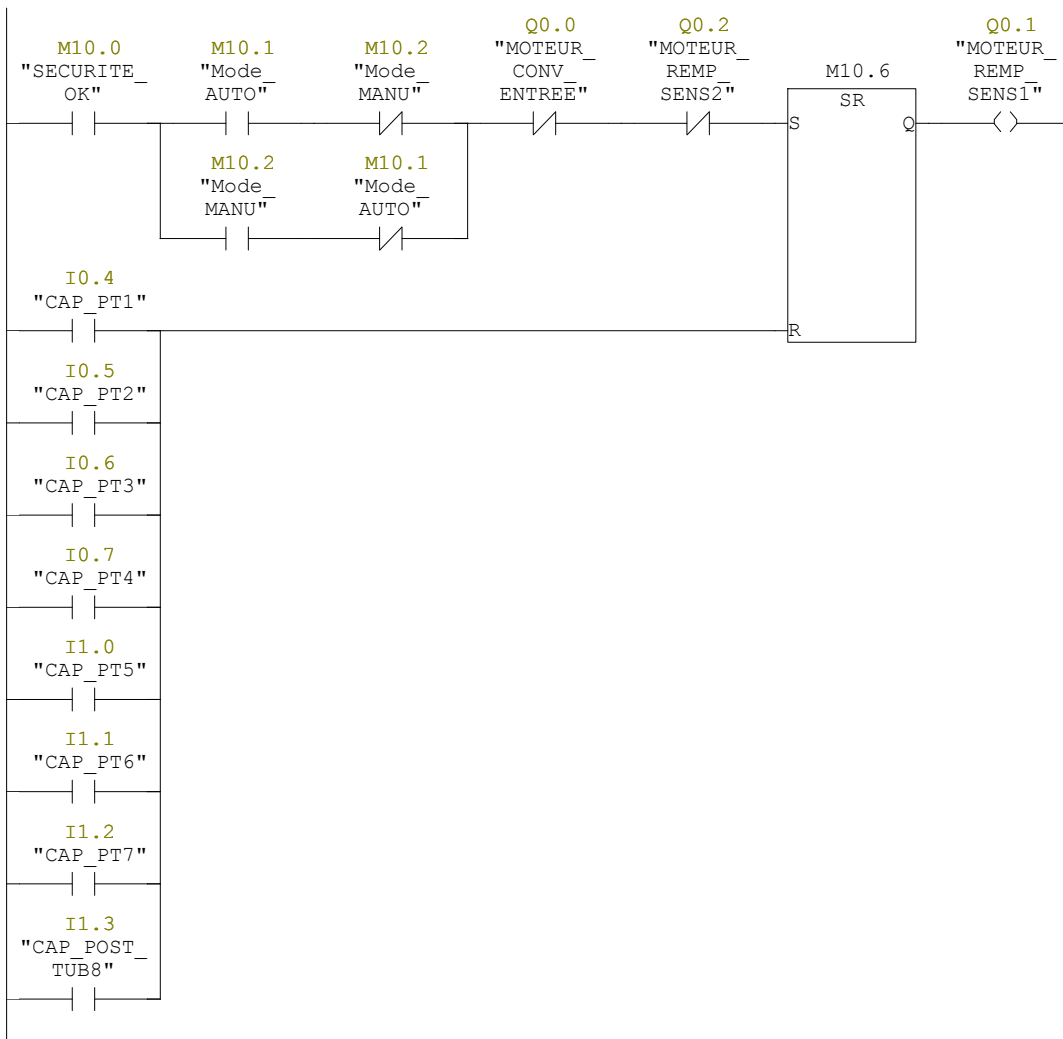 Q0.0 Q0.2 Q0.1
M10.0 M10.1 M10.2 "MOTEUR_ "MOTEUR_ "MOTEUR_
"SECURITE_ "Mode_ "Mode_ CONV_ REMP_ M10.6 REMP_
OK" AUTO" MANU" ENTREE" SENS2" SR SENS1"
S Q
M10.2 M10.1
"Mode_ "Mode_
MANU" AUTO"
I0.4
"CAP_PT1"
R
I0.5
"CAP_PT2"
I0.6
"CAP_PT3"
I0.7
"CAP_PT4"
I1.0
"CAP_PT5"
I1.1
"CAP_PT6"
I1.2
"CAP_PT7"
I1.3
"CAP_POST_
TUB8"